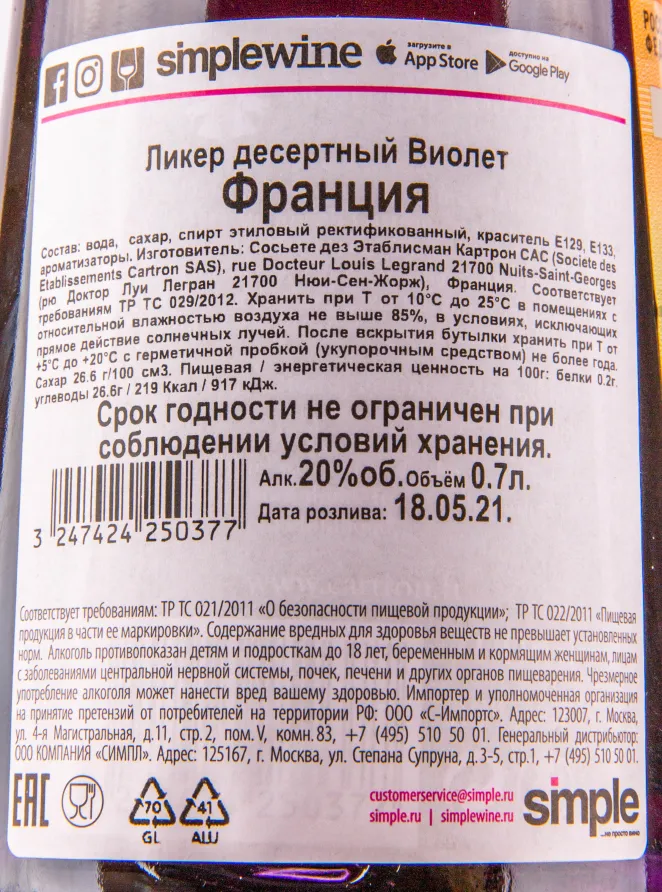 simplewine загрузите в App Store доступно на Google Play
Ликер десертный Виолет
Франция
Состав: вода, сахар, спирт этиловый ректификованный, краситель Е129, Е133,
ароматизаторы. Изготовитель: Сосьете дез Этаблисман Картрон САС (Societe des
Etablissements Cartron SAS), rue Docteur Louis Legrand 21700 Nuits-Saint-Georges
(рю Доктор Луи Легран 21700 Нюи-Сен-Жорж), Франция. Соответствует
требованиям ТР ТС 029/2012. Хранить при Т от 10°С до 25°С в помещениях с
относительной влажностью воздуха не выше 85%, в условиях, исключающих
прямое действие солнечных лучей. После вскрытия бутылки хранить при Т от
+5°С до +20°С с герметичной пробкой (укупорочным средством) не более года.
Сахар 26.6 г/100 см3. Пищевая / энергетическая ценность на 100г: белки 0.2г,
углеводы 26.6г / 219 Ккал / 917 кДж.
Срок годности не ограничен при
соблюдении условий хранения.
Алк.20%об.Объём 0.7л.
Дата розлива: 18.05.21.
3 247424 250377
Соответствует требованиям: ТР ТС 021/2011 «О безопасности пищевой продукции»; ТР ТС 022/2011 «Пищевая
продукция в части ее маркировки». Содержание вредных для здоровья веществ не превышает установленных
норм. Алкоголь противопоказан детям и подросткам до 18 лет, беременным и кормящим женщинам, лицам
с заболеваниями центральной нервной системы, почек, печени и других органов пищеварения. Чрезмерное
употребление алкоголя может нанести вред вашему здоровью. Импортер и уполномоченная организация
на принятие претензий от потребителей на территории РФ: ООО «С-Импортс». Адрес: 123007, г. Москва,
ул. 4-я Магистральная, д.11, стр.2, пом.V, комн.83, +7 (495) 510 50 01. Генеральный дистрибьютор:
ООО КОМПАНИЯ «СИМПЛ». Адрес: 125167, г. Москва, ул. Степана Супруна, д.3-5, стр.1, +7 (495) 510 50 01.
EAC
70
GL
41
ALU
customerservice@simple.ru
simple.ru | simplewine.ru
simple
...не просто вино